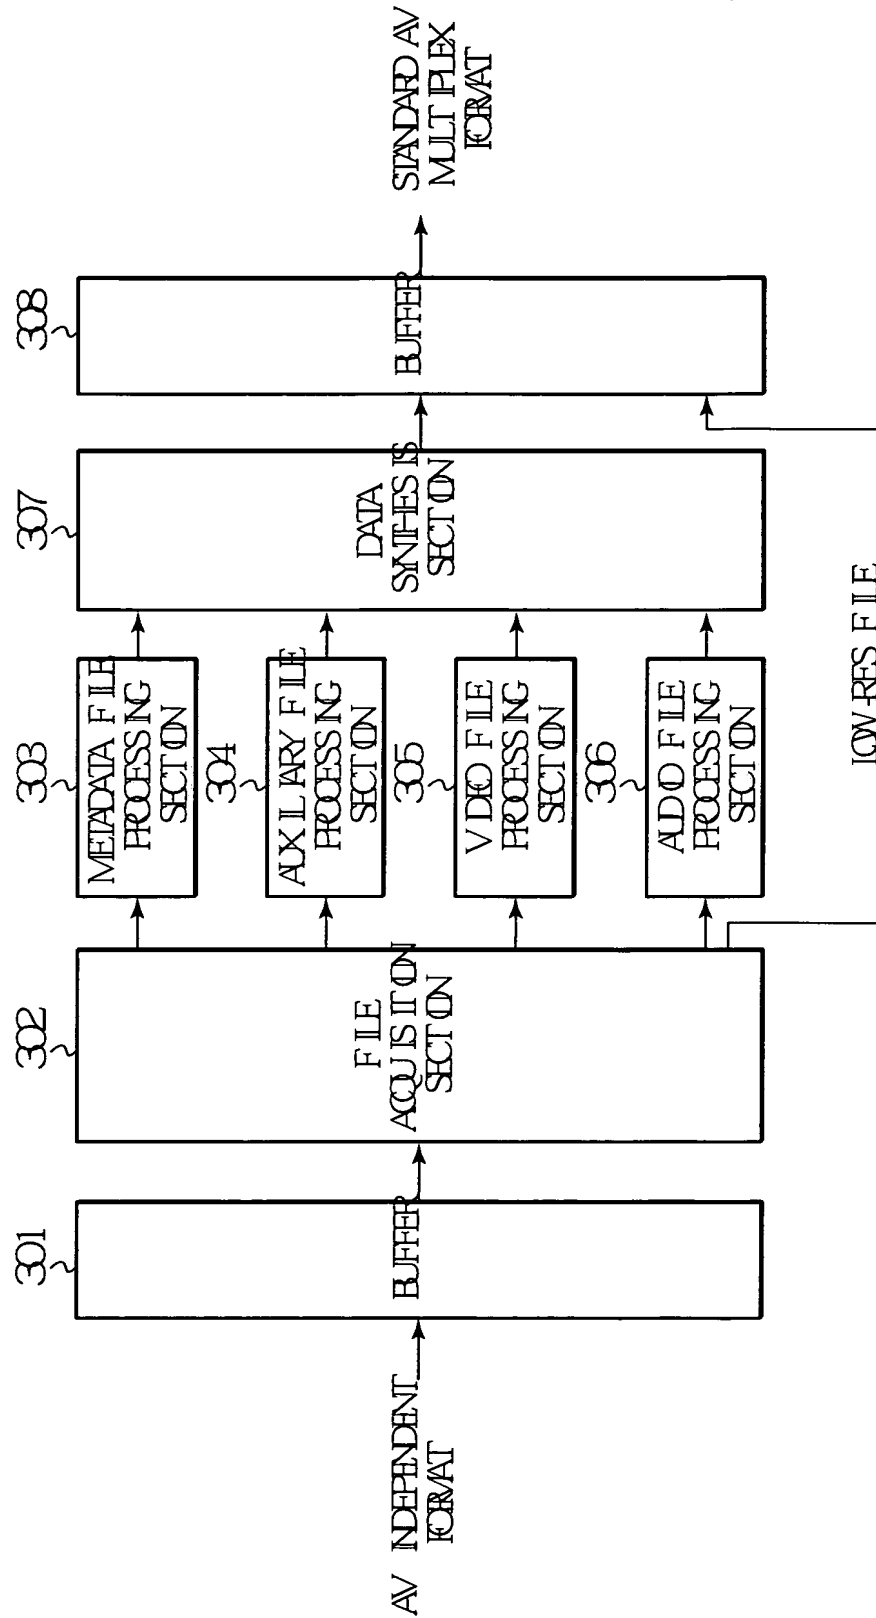 AV INDEPENDENT
FORMAT
301
BUFFER
302
FILE
ACQUISITION
SECTION
303
METADATA FILE
PROCESSING
SECTION
304
AUXILIARY FILE
PROCESSING
SECTION
305
VIDEO FILE
PROCESSING
SECTION
306
AUDIO FILE
PROCESSING
SECTION
LOW-RES FILE
307
DATA
SYNTHESIS
SECTION
308
BUFFER
STANDARD AV
MULTIPLEX
FORMAT